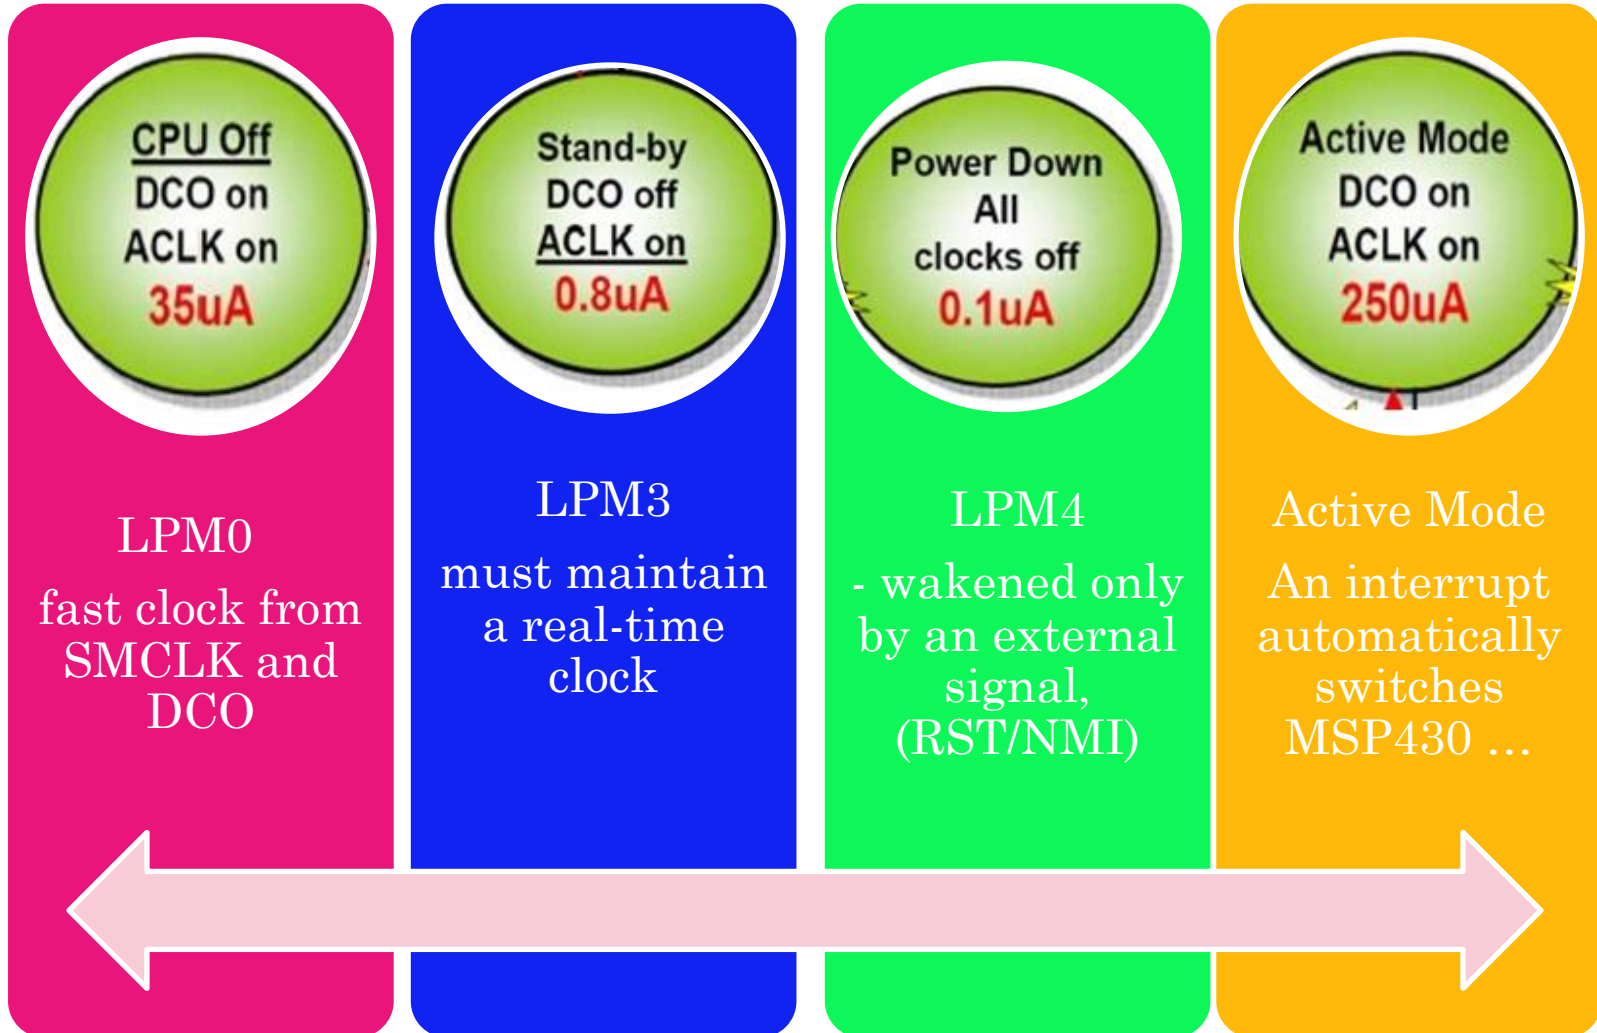 CPU Off
DCO on
ACLK on
35uA
LPM0
fast clock from
SMCLK and
DCO
Stand-by
DCO off
ACLK on
0.8uA
LPM3
must maintain
a real-time
clock
Power Down
All
clocks off
0.1uA
LPM4
- wakened only
by an external
signal,
(RST/NMI)
Active Mode
DCO on
ACLK on
250uA
Active Mode
An interrupt
automatically
switches
MSP430 …